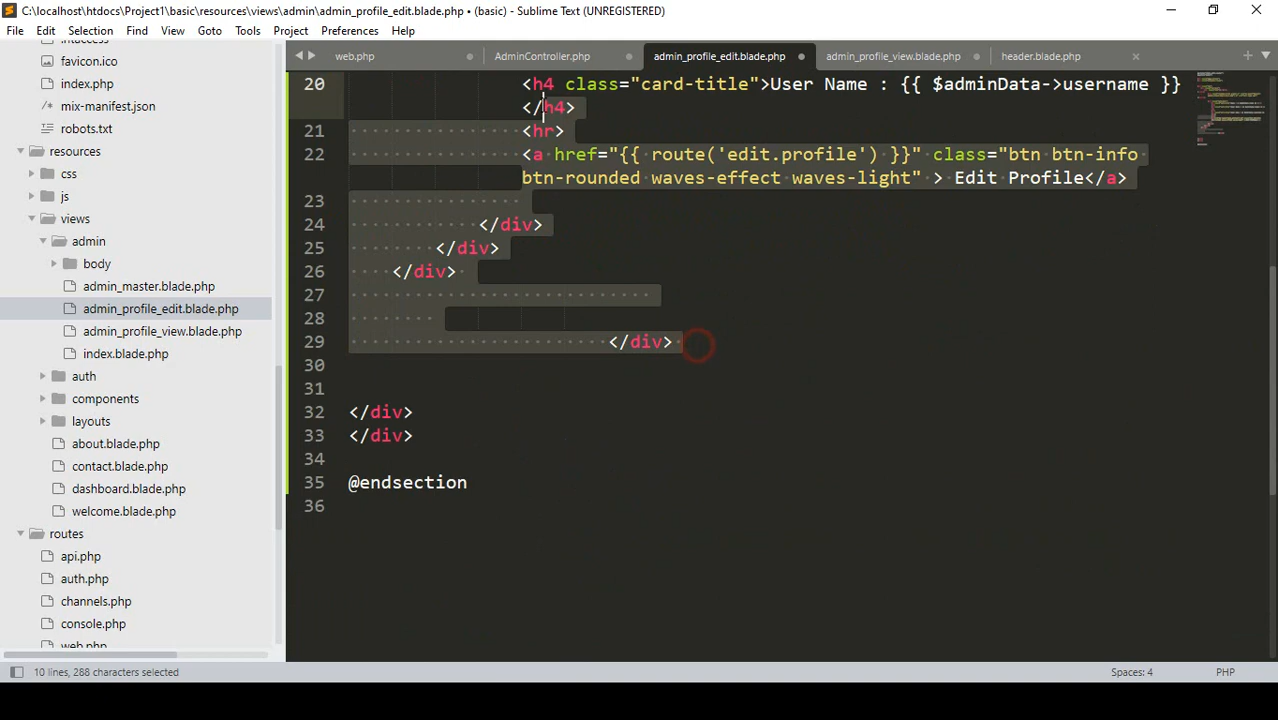 C:\localhost\htdocs\Project1\basic\resources\views\admin\admin_profile_edit.blade.php • (basic) - Sublime Text (UNREGISTERED)
File Edit Selection Find View Goto Tools Project Preferences Help
web.php AdminController.php admin_profile_edit.blade.php admin_profile_view.blade.php header.blade.php
favicon.ico
index.php
mix-manifest.json
robots.txt
resources
css
js
views
admin
body
admin_master.blade.php
admin_profile_edit.blade.php
admin_profile_view.blade.php
index.blade.php
auth
components
layouts
about.blade.php
contact.blade.php
dashboard.blade.php
welcome.blade.php
routes
api.php
auth.php
channels.php
console.php
web.php
20 <h4 class="card-title">User Name : {{ $adminData->username }}
</h4>
21 <hr>
22 <a href="{{ route('edit.profile') }}" class="btn btn-info
btn-rounded waves-effect waves-light" > Edit Profile</a>
23
24 </div>
25 </div>
26 </div>
27
28
29 </div>
30
31
32 </div>
33 </div>
34
35 @endsection
36
10 lines, 288 characters selected Spaces: 4 PHP